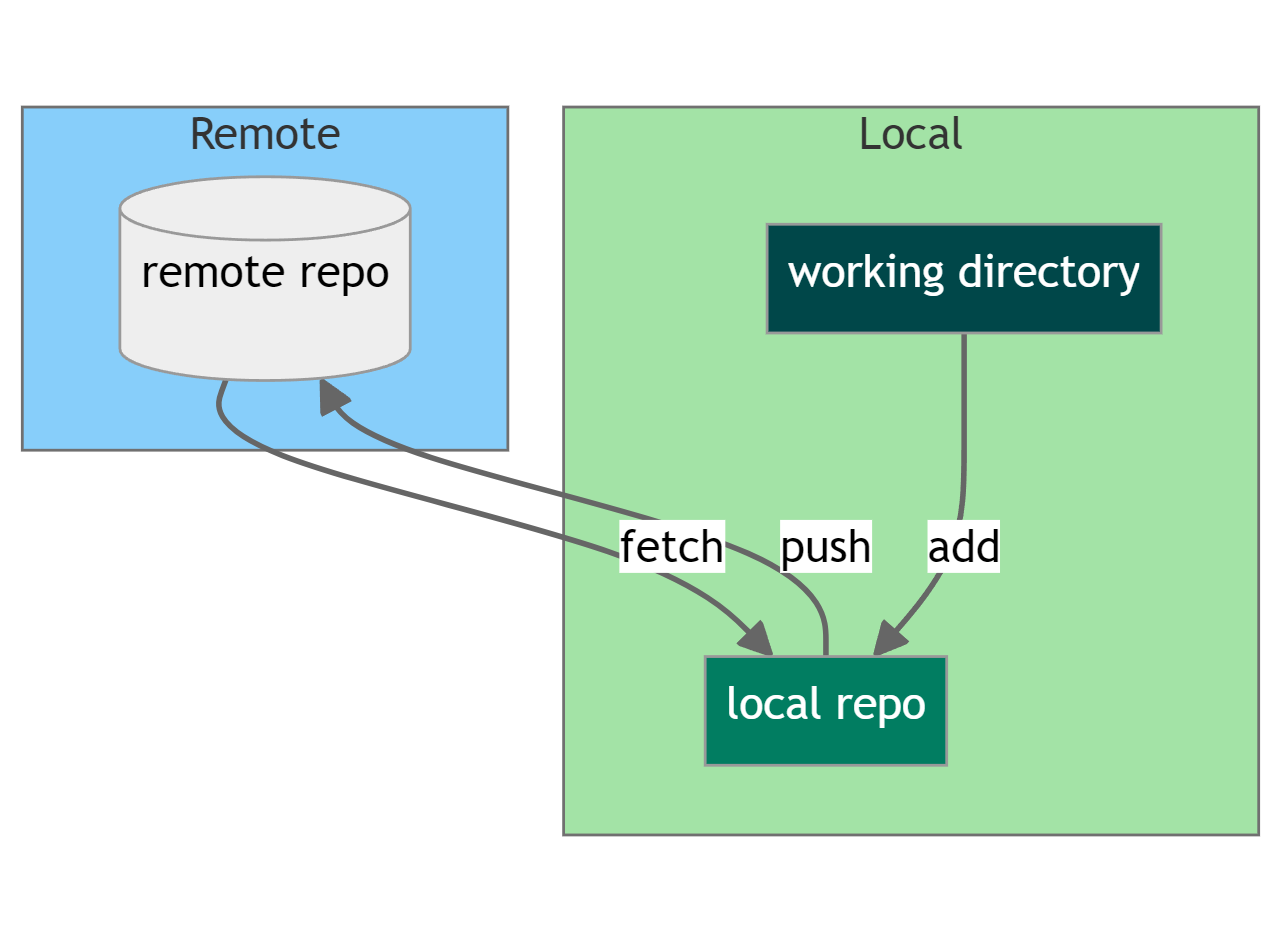 Remote
remote repo
Local
working directory
fetch
push
add
local repo